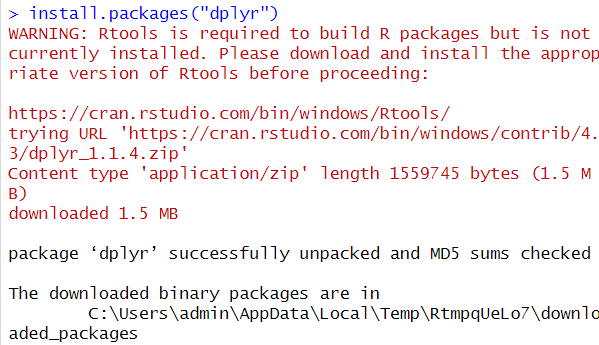 > install.packages("dplyr")
WARNING: Rtools is required to build R packages but is not
currently installed. Please download and install the approp
riate version of Rtools before proceeding:

https://cran.rstudio.com/bin/windows/Rtools/
trying URL 'https://cran.rstudio.com/bin/windows/contrib/4.
3/dplyr_1.1.4.zip'
Content type 'application/zip' length 1559745 bytes (1.5 M
B)
downloaded 1.5 MB

package ‘dplyr’ successfully unpacked and MD5 sums checked

The downloaded binary packages are in
        C:\Users\admin\AppData\Local\Temp\RtmpqUeLo7\downlo
aded_packages